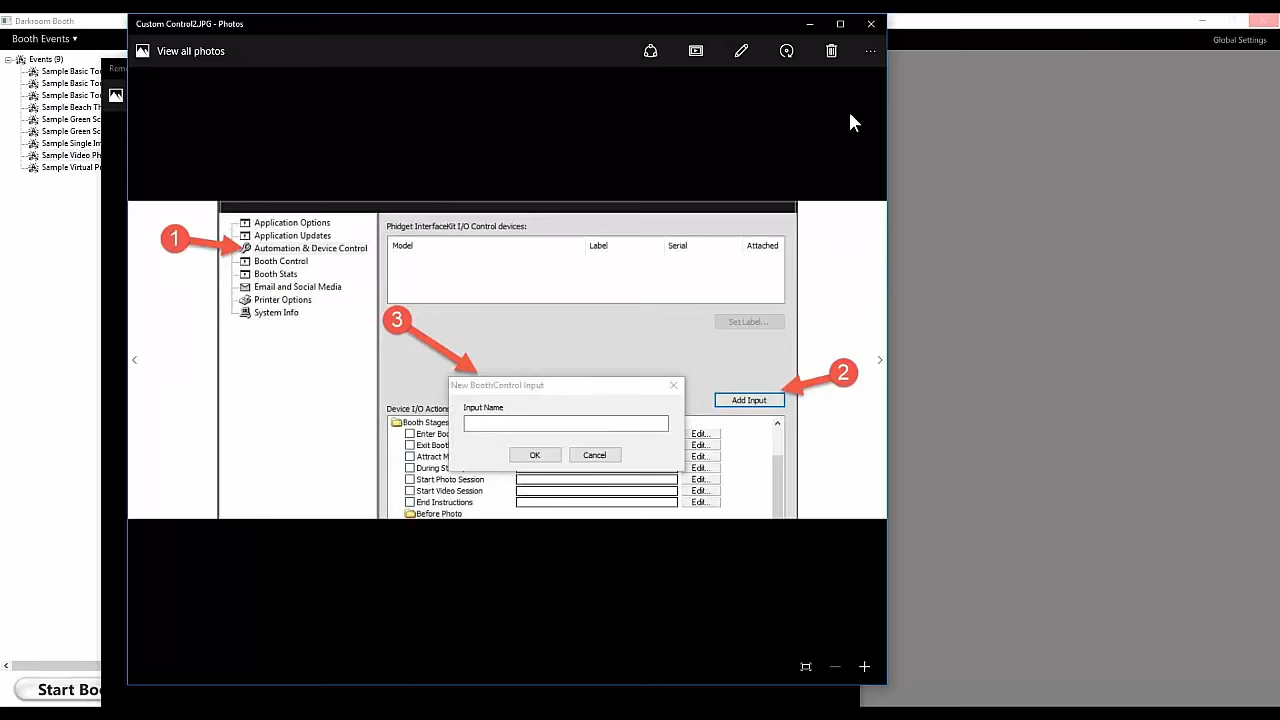 Darkroom Booth
Booth Events ▾
Global Settings
Events (9)
Sample Basic To
Sample Basic To
Sample Basic To
Sample Beach Th
Sample Green Sc
Sample Green Sc
Sample Single Im
Sample Video Ph
Sample Virtual P
Start Boo
Rem
Custom Control2.JPG - Photos
View all photos
Application Options
Application Updates
Automation & Device Control
Booth Control
Booth Stats
Email and Social Media
Printer Options
System Info
1
Phidget InterfaceKit I/O Control devices:
Model Label Serial Attached
Set Label...
3
2
Add Input
New BoothControl Input
Input Name
OK Cancel
Device I/O Action
Booth Stages
Enter Boo Edit...
Exit Boot Edit...
Attract M Edit...
During St Edit...
Start Photo Session Edit...
Start Video Session Edit...
End Instructions Edit...
Before Photo